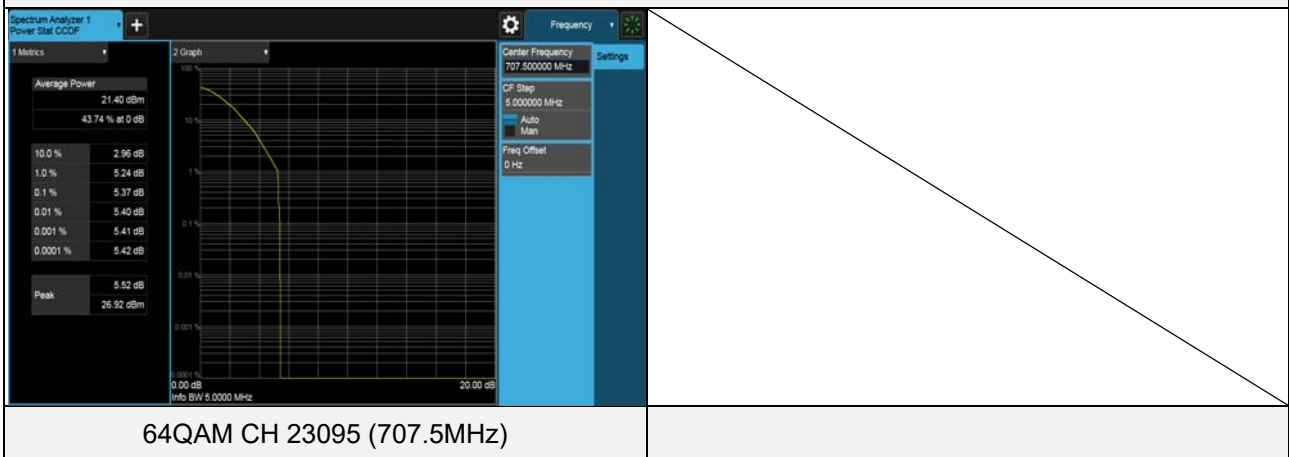 Spectrum Analyzer 1
Power Stat CCDF
+
Frequency
1 Metrics
2 Graph
Center Frequency
707.500000 MHz
Settings
CF Step
5.000000 MHz
Auto
Man
Freq Offset
0 Hz
Average Power
21.40 dBm
43.74 % at 0 dB
10.0 % 2.96 dB
1.0 % 5.24 dB
0.1 % 5.37 dB
0.01 % 5.40 dB
0.001 % 5.41 dB
0.0001 % 5.42 dB
Peak
5.52 dB
26.92 dBm
100 %
10 %
1 %
0.1 %
0.01 %
0.001 %
0.0001 %
0.00 dB 20.00 dB
Info BW 5.0000 MHz
64QAM CH 23095 (707.5MHz)